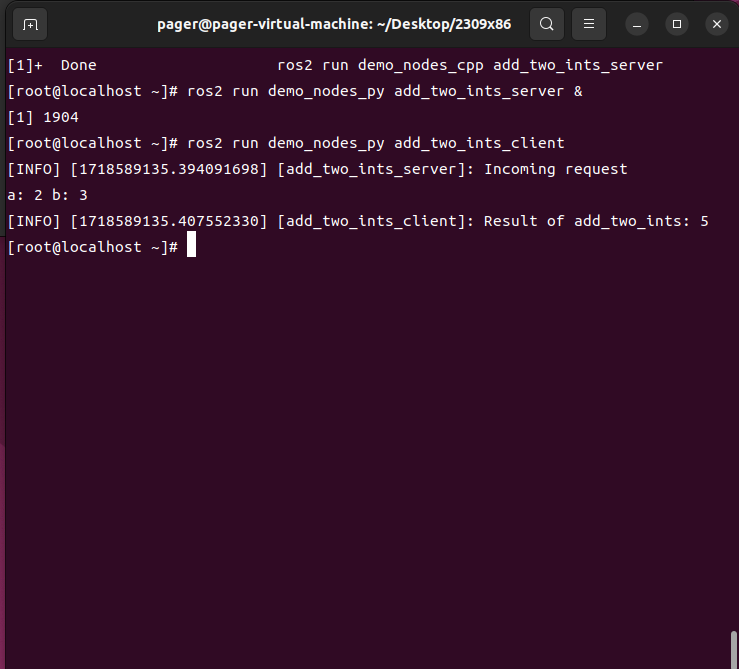 pager@pager-virtual-machine: ~/Desktop/2309x86
[1]+  Done                    ros2 run demo_nodes_cpp add_two_ints_server
[root@localhost ~]# ros2 run demo_nodes_py add_two_ints_server &
[1] 1904
[root@localhost ~]# ros2 run demo_nodes_py add_two_ints_client
[INFO] [1718589135.394091698] [add_two_ints_server]: Incoming request
a: 2 b: 3
[INFO] [1718589135.407552330] [add_two_ints_client]: Result of add_two_ints: 5
[root@localhost ~]#